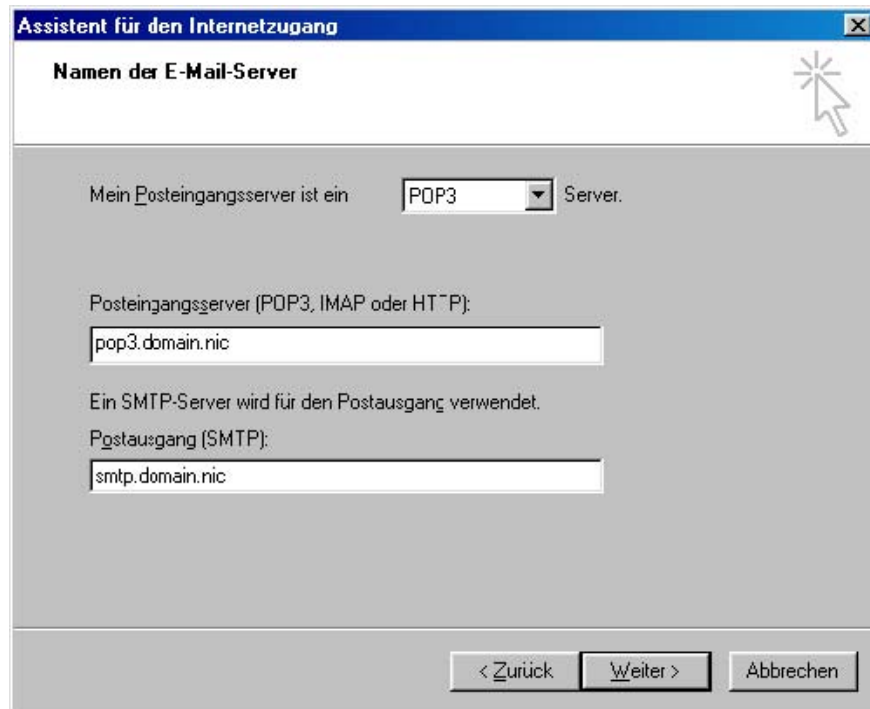 Assistent für den Internetzugang
Namen der E-Mail-Server
Mein Posteingangsserver ist ein POP3 Server.
Posteingangsserver (POP3, IMAP oder HTTP):
pop3.domain.nic
Ein SMTP-Server wird für den Postausgang verwendet.
Postausgang (SMTP):
smtp.domain.nic
< Zurück Weiter > Abbrechen